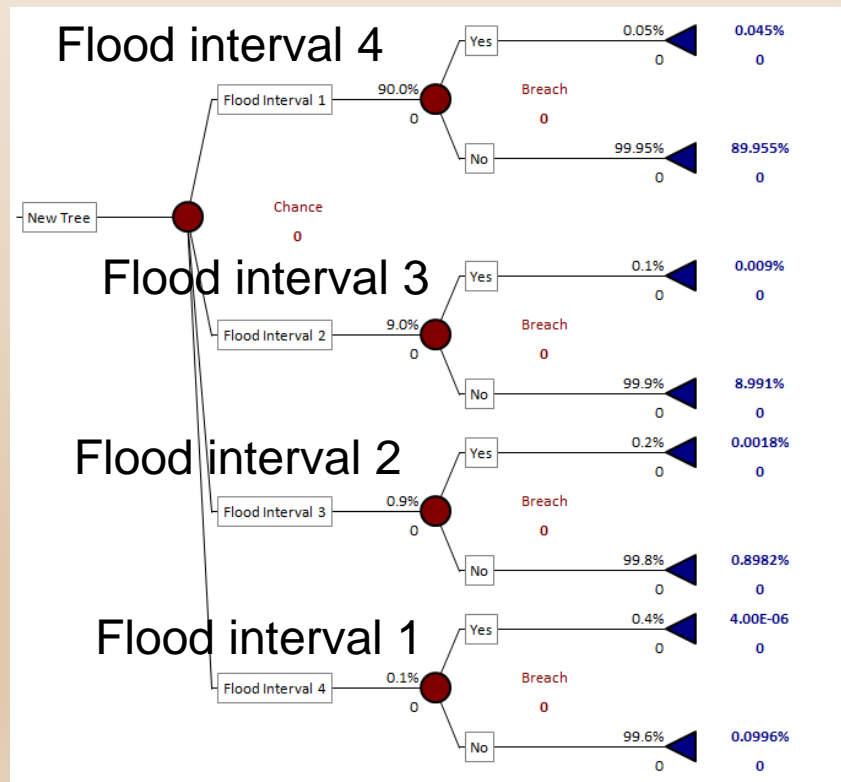 Flood interval 4
Yes 0.05% 0.045%
0 0
Flood Interval 1 90.0% Breach
0 0
No 99.95% 89.955%
0 0
New Tree Chance
0
Flood interval 3
Yes 0.1% 0.009%
0 0
Flood Interval 2 9.0% Breach
0 0
No 99.9% 8.991%
0 0
Flood interval 2
Yes 0.2% 0.0018%
0 0
Flood Interval 3 0.9% Breach
0 0
No 99.8% 0.8982%
0 0
Flood interval 1
Yes 0.4% 4.00E-06
0 0
Flood Interval 4 0.1% Breach
0 0
No 99.6% 0.0996%
0 0